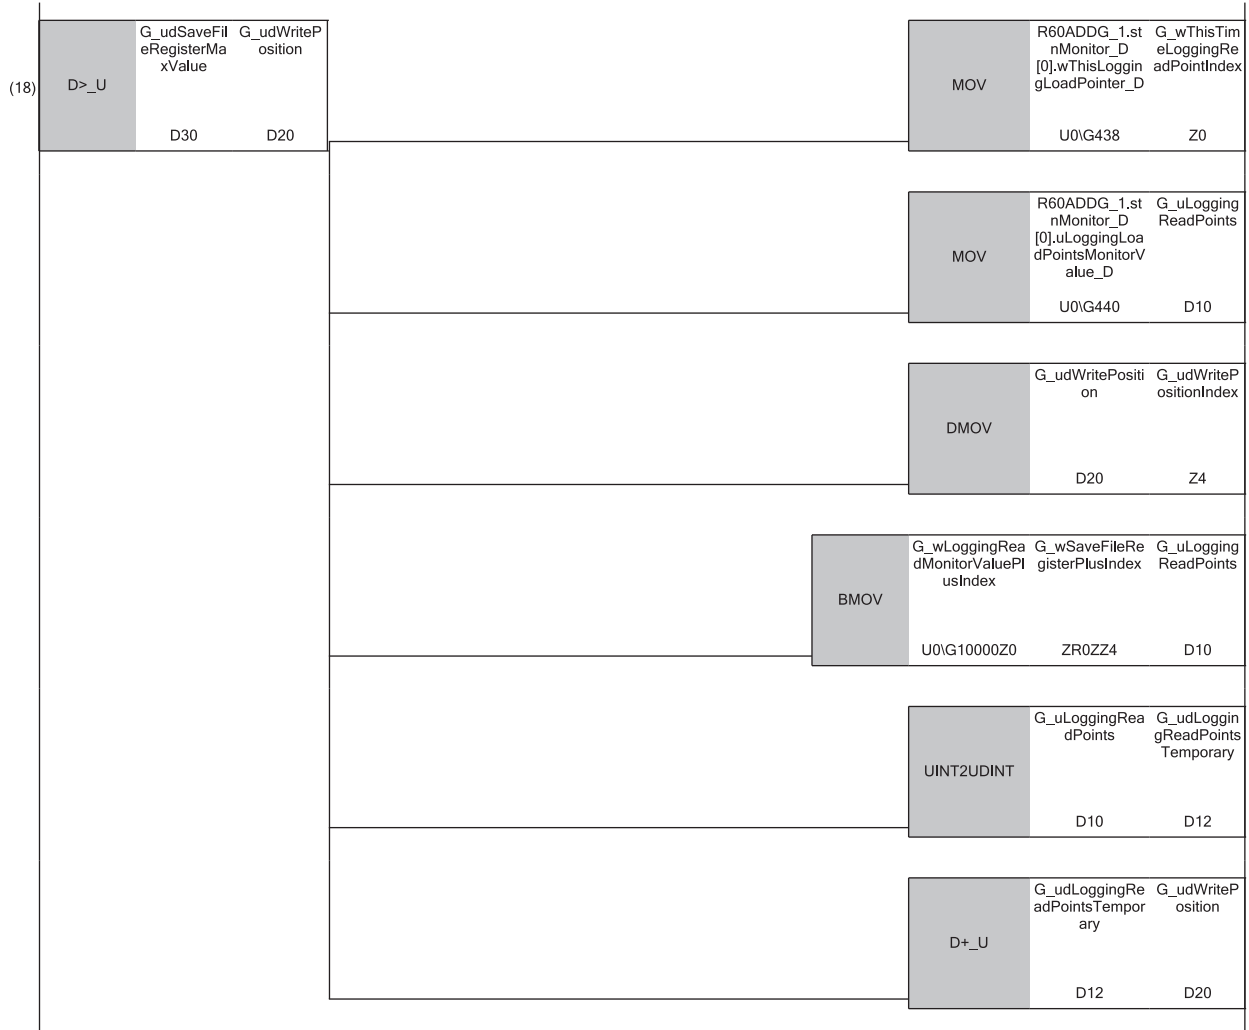 G_udSaveFil G_udWriteP
eRegisterMa osition
xValue
(18) D>_U
D30 D20
R60ADDG_1.st G_wThisTim
nMonitor_D eLoggingRe
[0].wThisLoggin adPointIndex
gLoadPointer_D
MOV
U0\G438 Z0
R60ADDG_1.st G_uLogging
nMonitor_D ReadPoints
[0].uLoggingLoa
dPointsMonitorV
alue_D
MOV
U0\G440 D10
G_udWritePositi G_udWriteP
on ositionIndex
DMOV
D20 Z4
G_wLoggingRea G_wSaveFileRe G_uLogging
dMonitorValuePl gisterPlusIndex ReadPoints
usIndex
BMOV
U0\G10000Z0 ZR0ZZ4 D10
G_uLoggingRea G_udLoggin
dPoints gReadPoints
Temporary
UINT2UDINT
D10 D12
G_udLoggingRe G_udWriteP
adPointsTempor osition
ary
D+_U
D12 D20